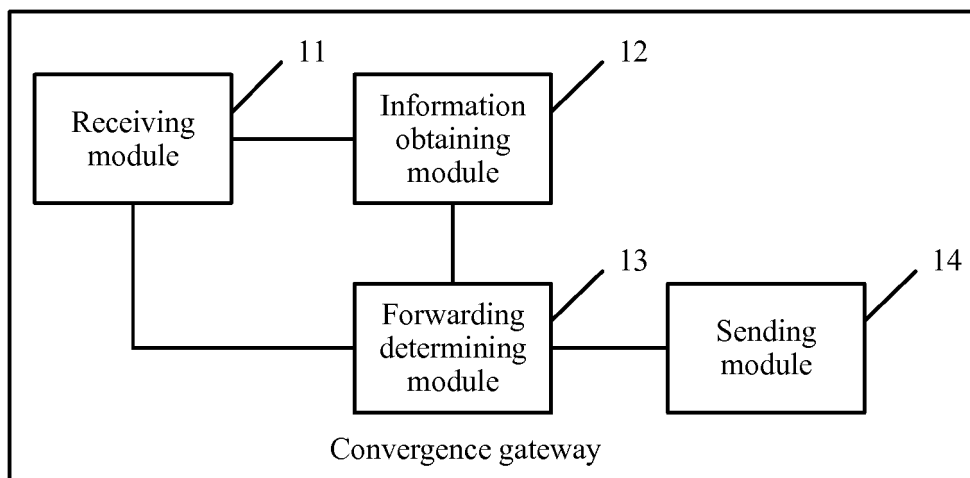 11
Receiving
module
12
Information
obtaining
module
13
Forwarding
determining
module
14
Sending
module
Convergence gateway